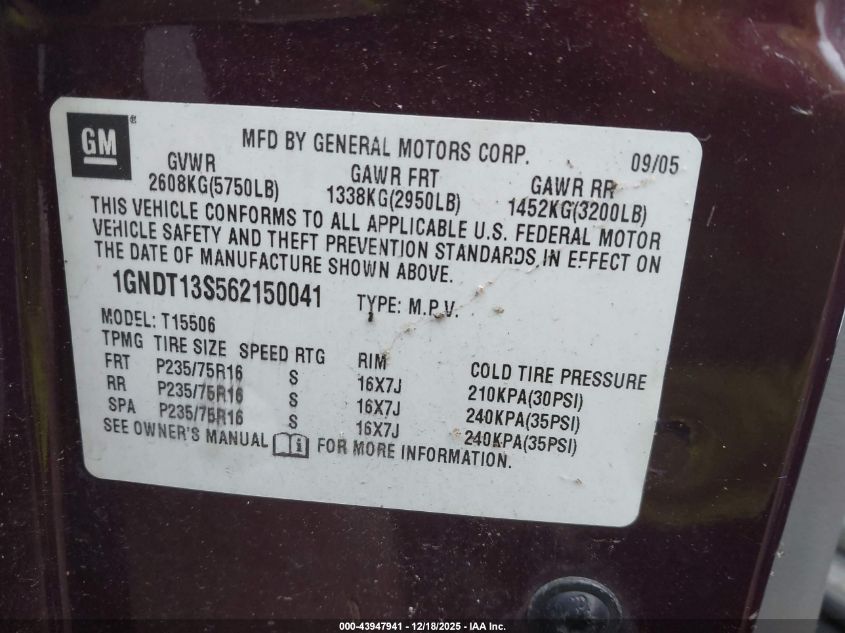 GM ® MFD BY GENERAL MOTORS CORP. 09/05
GVWR GAWR FRT GAWR RR
2608KG(5750LB) 1338KG(2950LB) 1452KG(3200LB)
THIS VEHICLE CONFORMS TO ALL APPLICABLE U.S. FEDERAL MOTOR
VEHICLE SAFETY AND THEFT PREVENTION STANDARDS IN EFFECT ON
THE DATE OF MANUFACTURE SHOWN ABOVE.
1GNDT13S562150041 TYPE: M.P.V.
MODEL: T15506
TPMG TIRE SIZE SPEED RTG RIM COLD TIRE PRESSURE
FRT P235/75R16 S 16X7J 210KPA(30PSI)
RR P235/75R16 S 16X7J 240KPA(35PSI)
SPA P235/75R16 S 16X7J 240KPA(35PSI)
SEE OWNER'S MANUAL i FOR MORE INFORMATION.
000-43947941 - 12/18/2025 - IAA Inc.